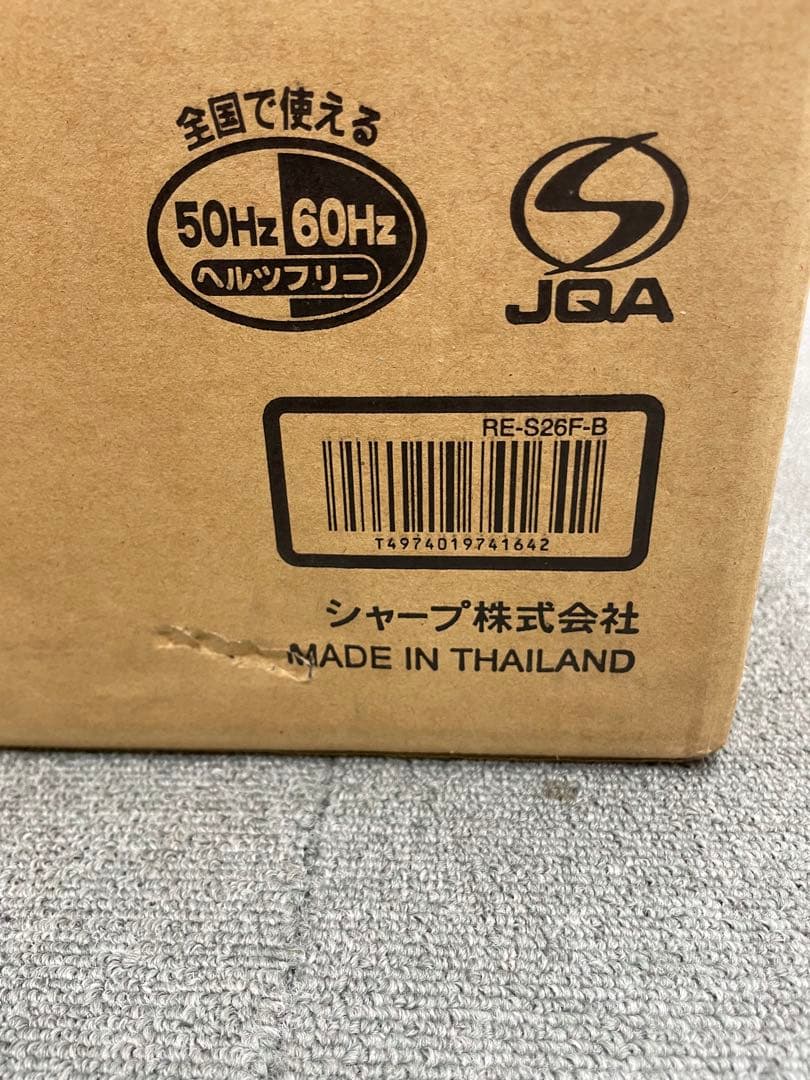 全国で使える
50Hz 60Hz
ヘルツフリー
JQA
RE-S26F-B
T4974019741642
シャープ株式会社
MADE IN THAILAND